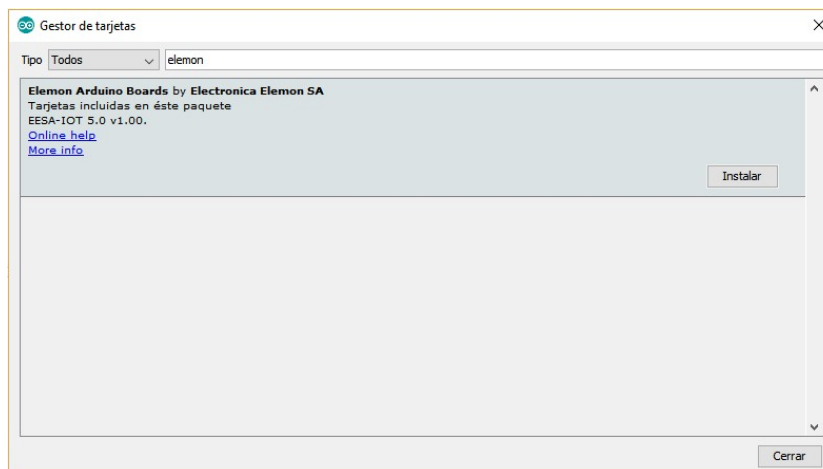 Gestor de tarjetas
Tipo Todos elemon
Elemon Arduino Boards by Electronica Elemon SA
Tarjetas incluidas en éste paquete
EESA-IOT 5.0 v1.00.
Online help
More info
Instalar
Cerrar